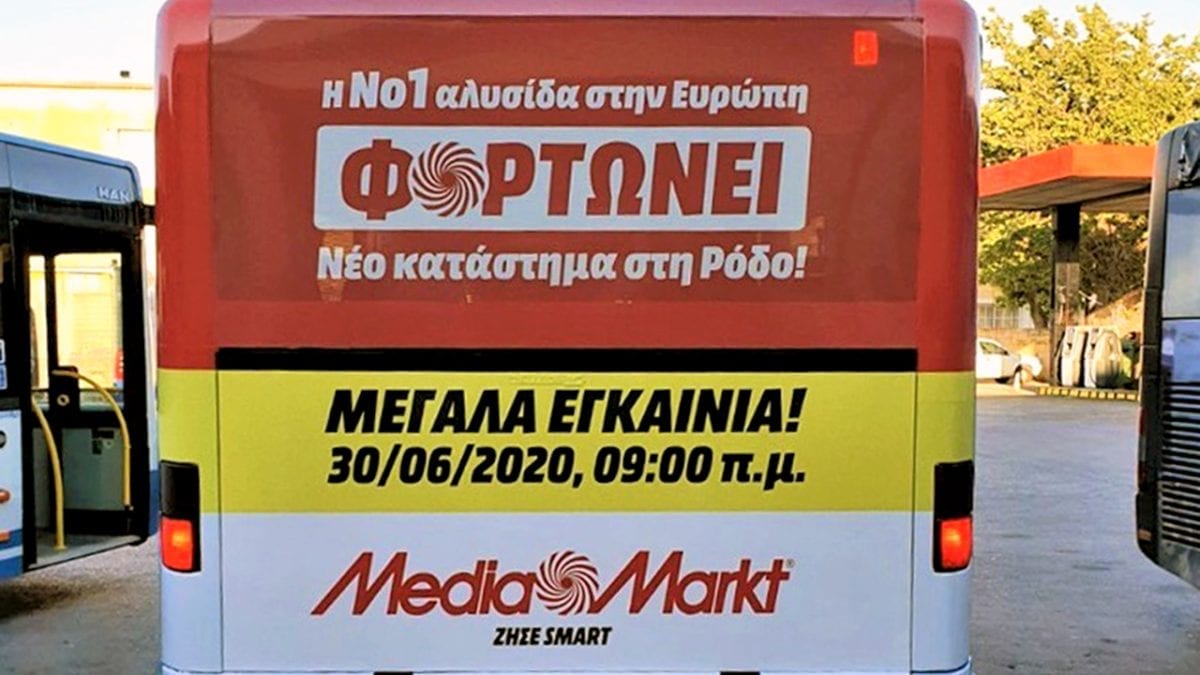 Η Νο1 αλυσίδα στην Ευρώπη
ΦΟΡΤΩΝΕΙ
Νέο κατάστημα στη Ρόδο!
ΜΕΓΑΛΑ ΕΓΚΑΙΝΙΑ!
30/06/2020, 09:00 π.μ.
MediaMarkt®
ΖΗΣΕ SMART
MAN